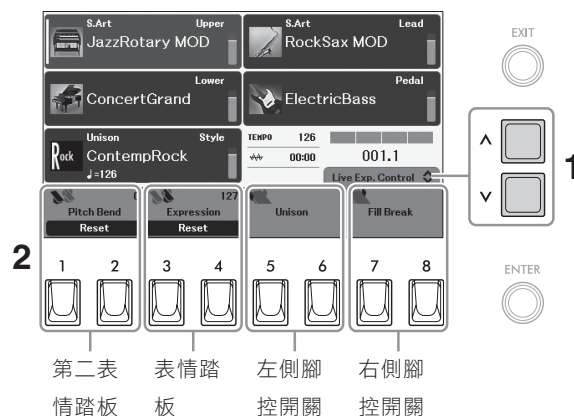 S.Art Upper
JazzRotary MOD
S.Art Lead
RockSax MOD
Lower
ConcertGrand
Pedal
ElectricBass
Unison Style
Rock ContempRock
♩=126
TEMPO 126
00:00 001.1
Live Exp. Control
0
Pitch Bend
Reset
127
Expression
Reset
Unison
Fill Break
EXIT
1
ENTER
2
1 2 3 4 5 6 7 8
第二表
情踏板
表情踏
板
左側腳
控開關
右側腳
控開關